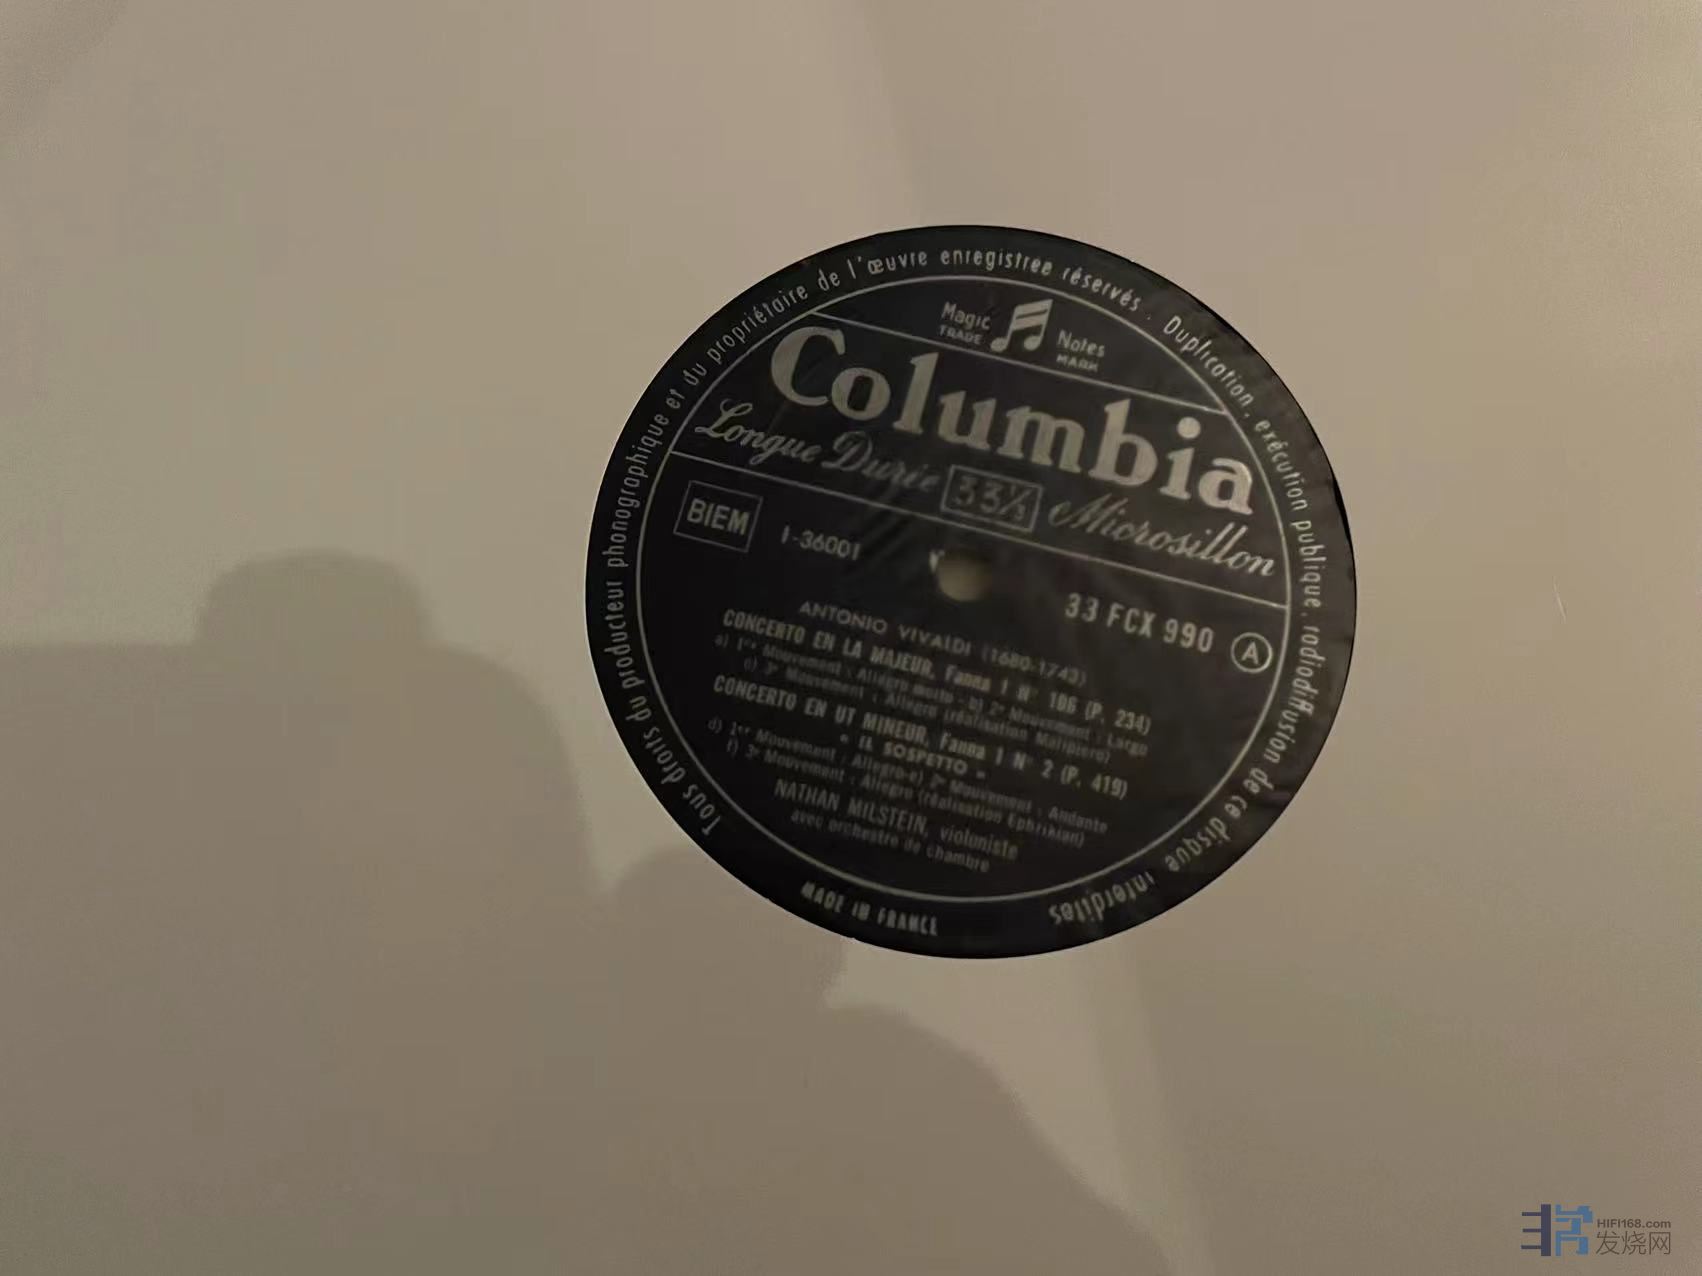 Tous droits du producteur phonographique et du propriétaire de l'œuvre enregistree réservés. Duplication, exécution publique, radiodiffusion de ce disque interdites
Magic Notes
TRADE MARK
Columbia
Longue Durée 33⅓ Microsillon
BIEM
1-36001
33 FCX 990
A
ANTONIO VIVALDI (1680-1743)
CONCERTO EN LA MAJEUR, Fanna I N° 106 (P. 234)
a) 1er Mouvement : Allegro molto - b) 2e Mouvement : Largo
c) 3e Mouvement : Allegro (réalisation Malipiero)
CONCERTO EN UT MINEUR, Fanna I N° 2 (P. 419)
« IL SOSPETTO »
d) 1er Mouvement : Allegro-e) 2e Mouvement : Andante
f) 3e Mouvement : Allegro (réalisation Ephrikian)
NATHAN MILSTEIN, violoniste
avec orchestre de chambre
MADE IN FRANCE
HIFI168.com
发烧网